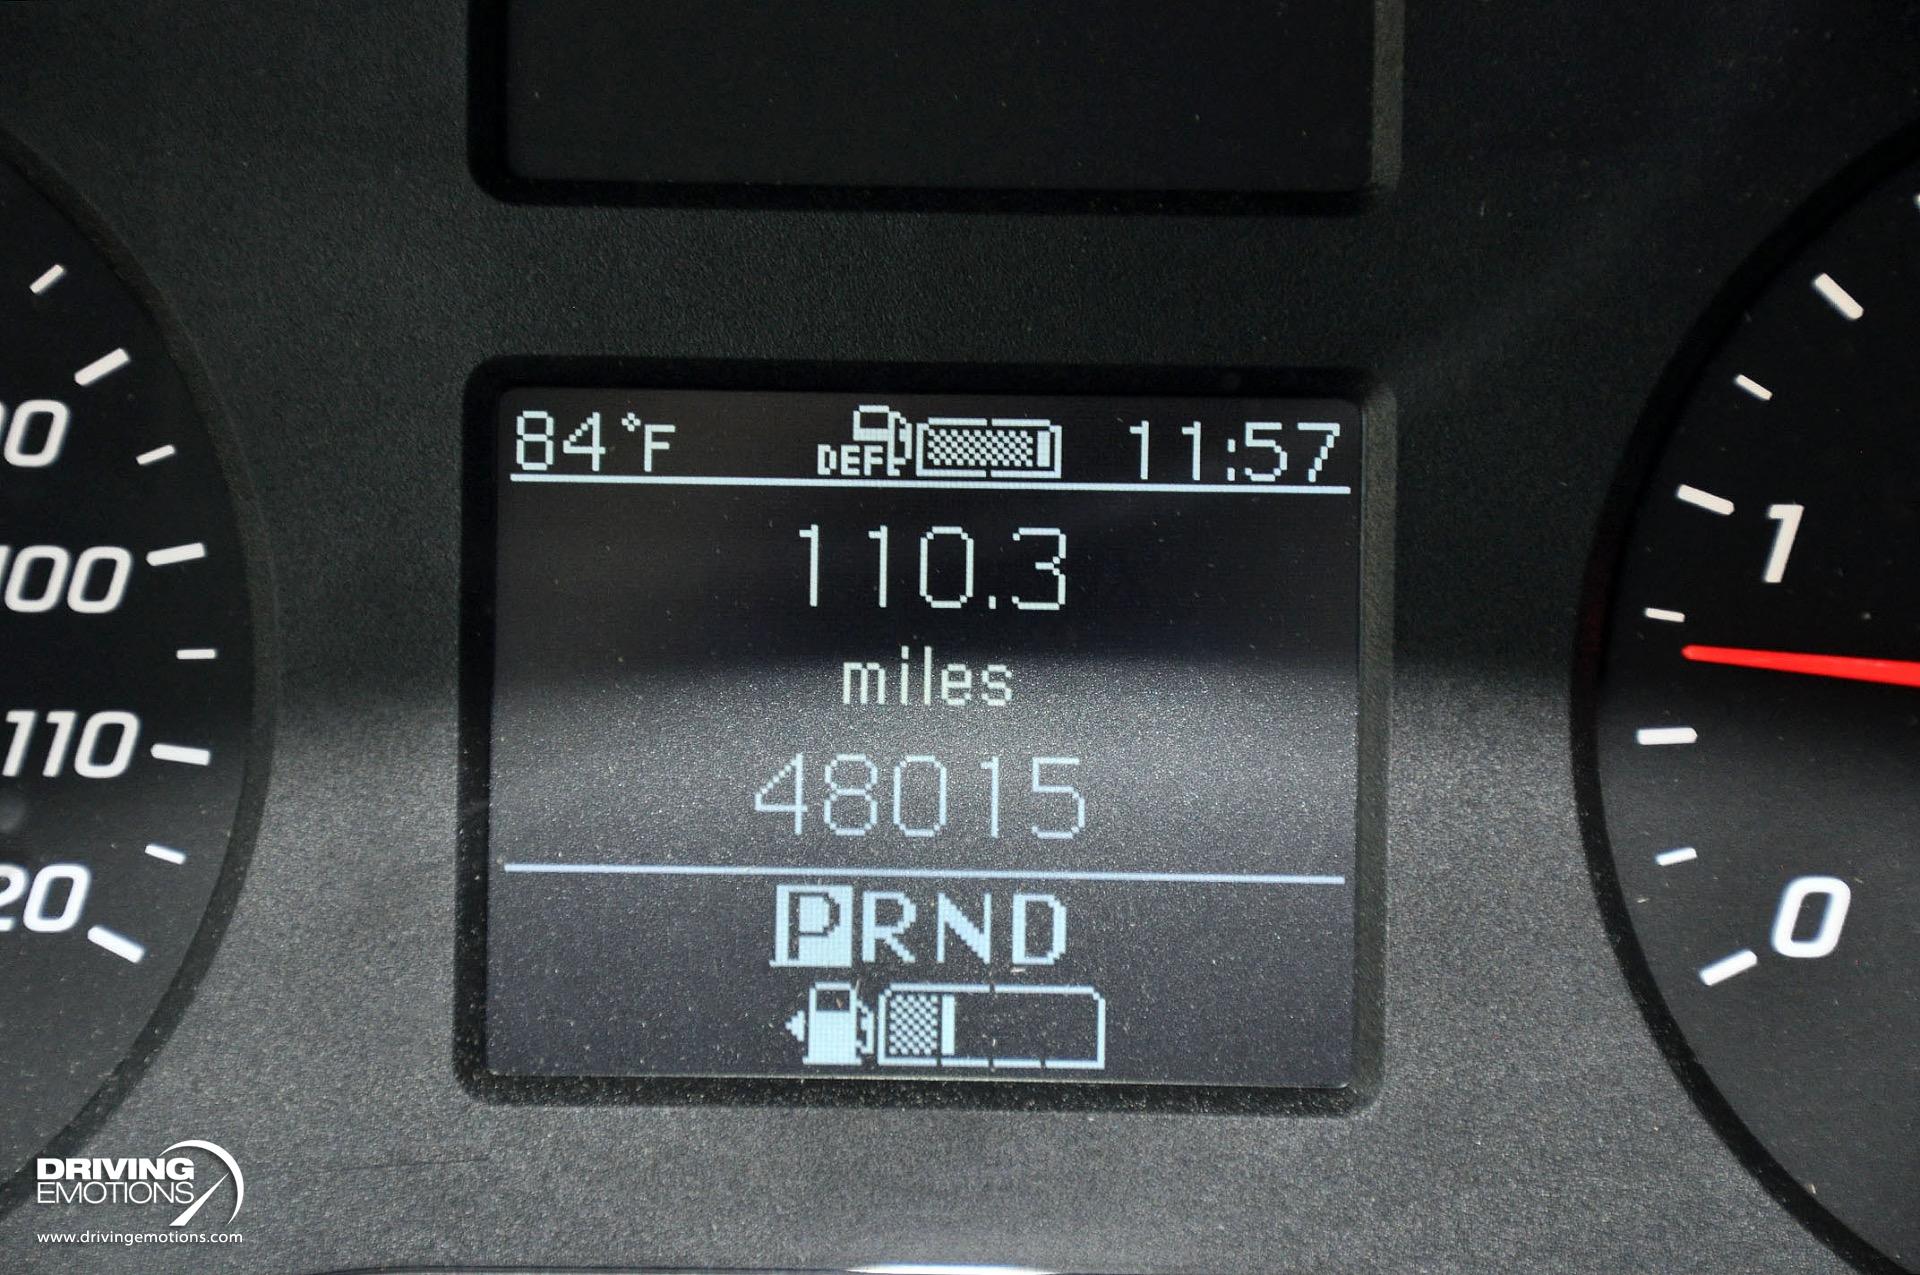 84°F DEF 11:57
110.3
miles
48015
PRND
100
110
1
0
DRIVING
EMOTIONS
www.drivingemotions.com